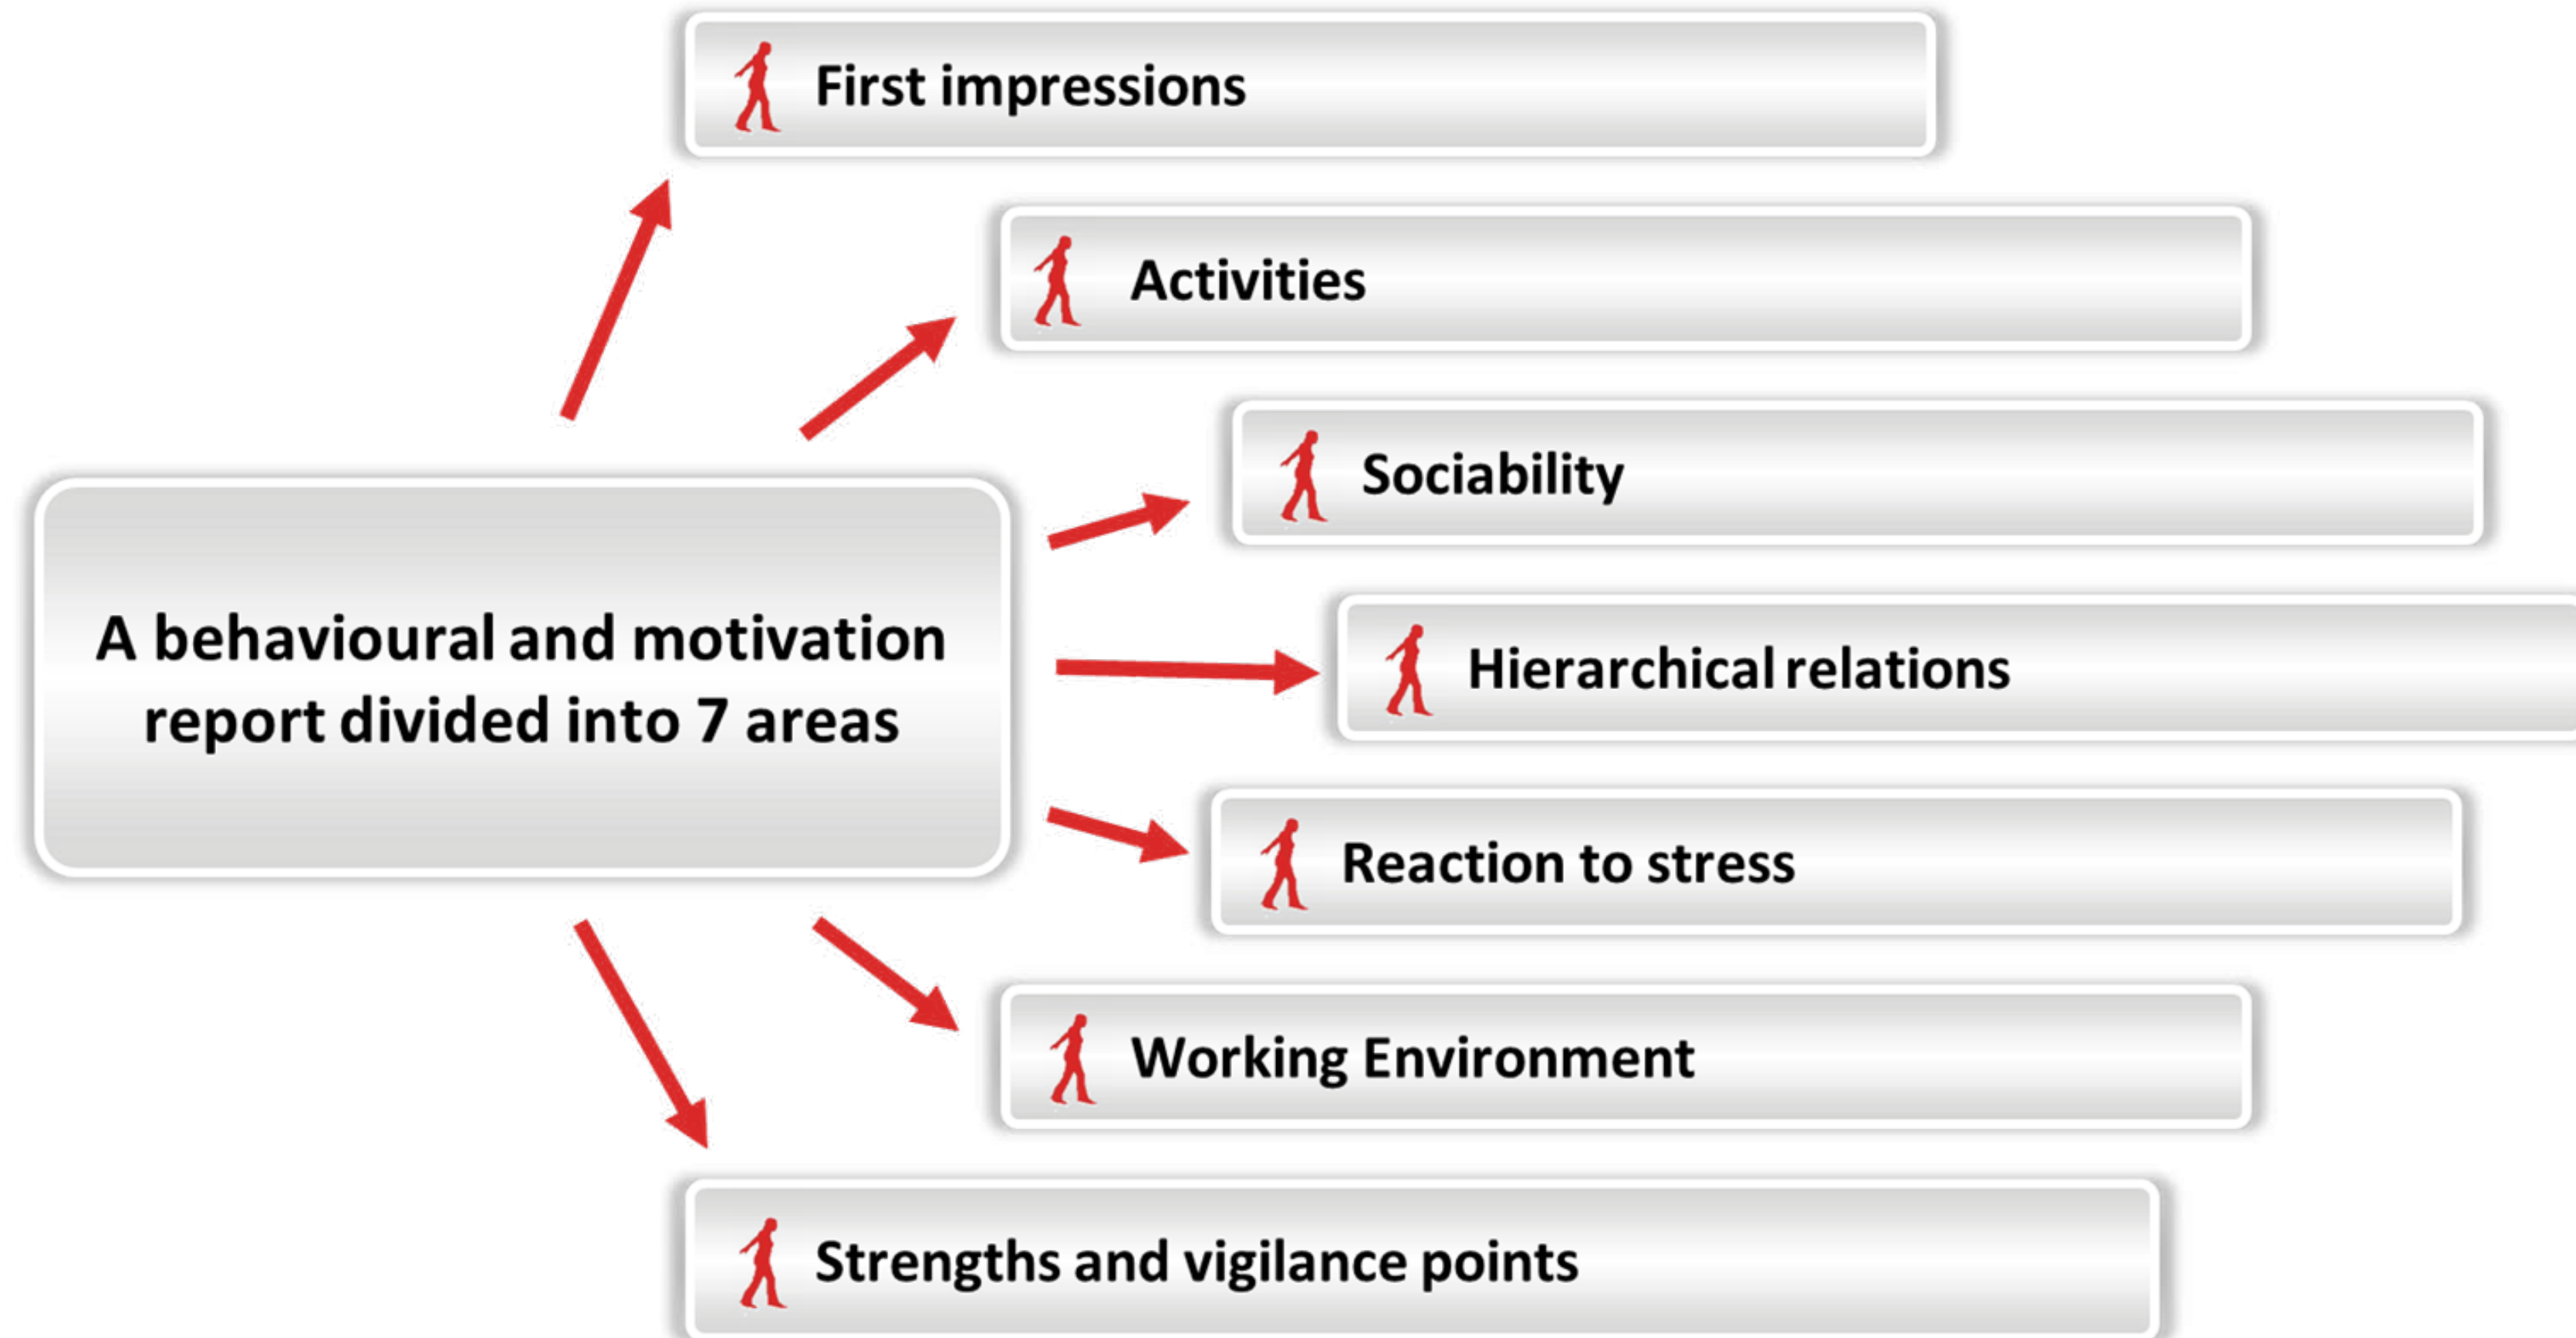 First impressions
Activities
Sociability
A behavioural and motivation
report divided into 7 areas
Hierarchical relations
Reaction to stress
Working Environment
Strengths and vigilance points